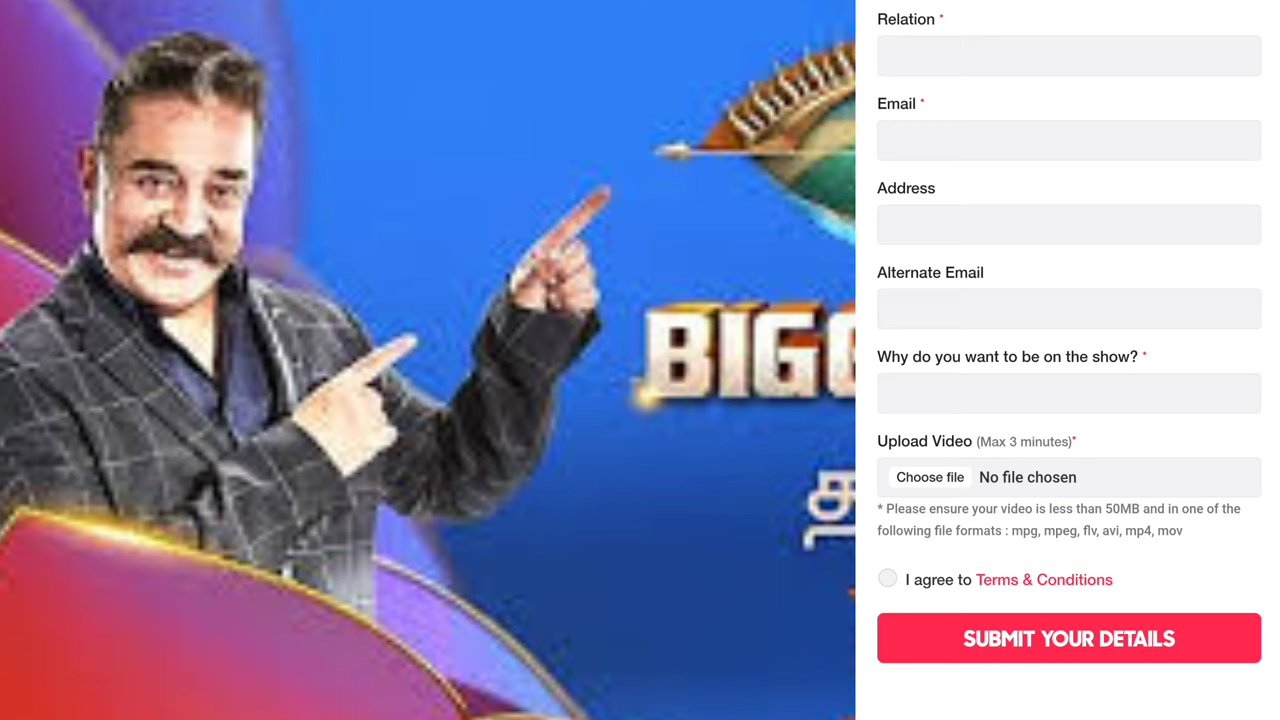 BIGG
Relation *
Email *
Address
Alternate Email
Why do you want to be on the show? *
Upload Video (Max 3 minutes)*
Choose file No file chosen
* Please ensure your video is less than 50MB and in one of the
following file formats : mpg, mpeg, flv, avi, mp4, mov
I agree to Terms & Conditions
SUBMIT YOUR DETAILS